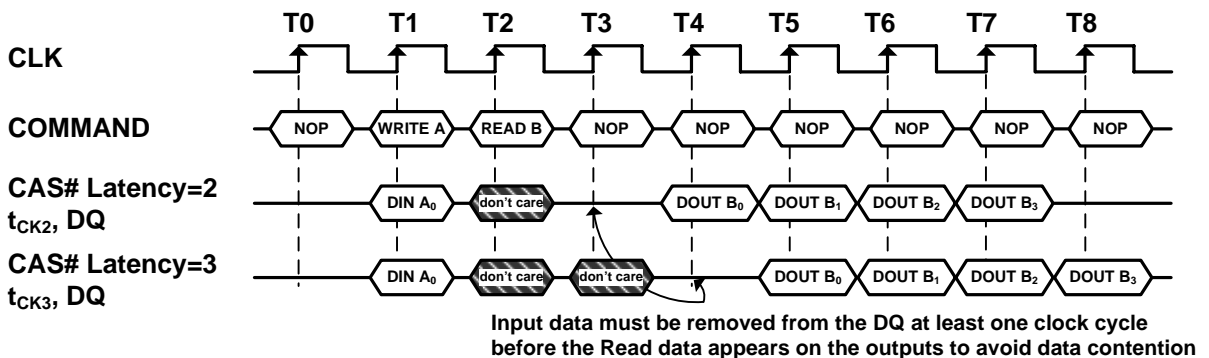 T0 T1 T2 T3 T4 T5 T6 T7 T8
CLK
COMMAND NOP WRITE A READ B NOP NOP NOP NOP NOP NOP
CAS# Latency=2
tCK2, DQ DIN A0 don't care DOUT B0 DOUT B1 DOUT B2 DOUT B3
CAS# Latency=3
tCK3, DQ DIN A0 don't care don't care DOUT B0 DOUT B1 DOUT B2 DOUT B3
Input data must be removed from the DQ at least one clock cycle
before the Read data appears on the outputs to avoid data contention